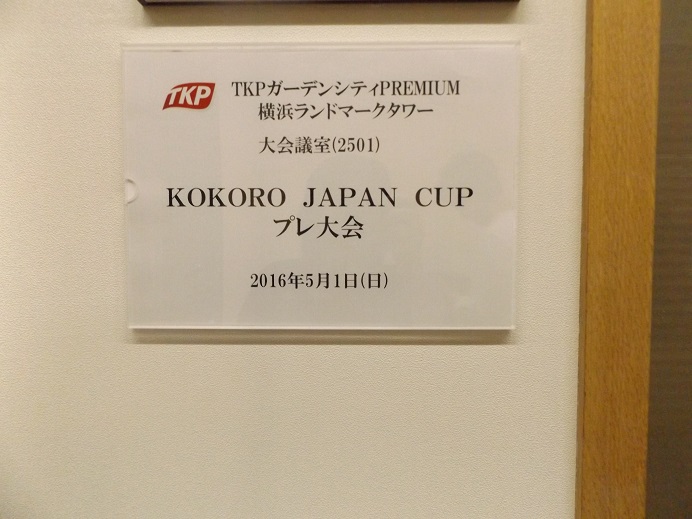 TKP
TKPガーデンシティPREMIUM
横浜ランドマークタワー
大会議室(2501)
KOKORO JAPAN CUP
プレ大会
2016年5月1日(日)